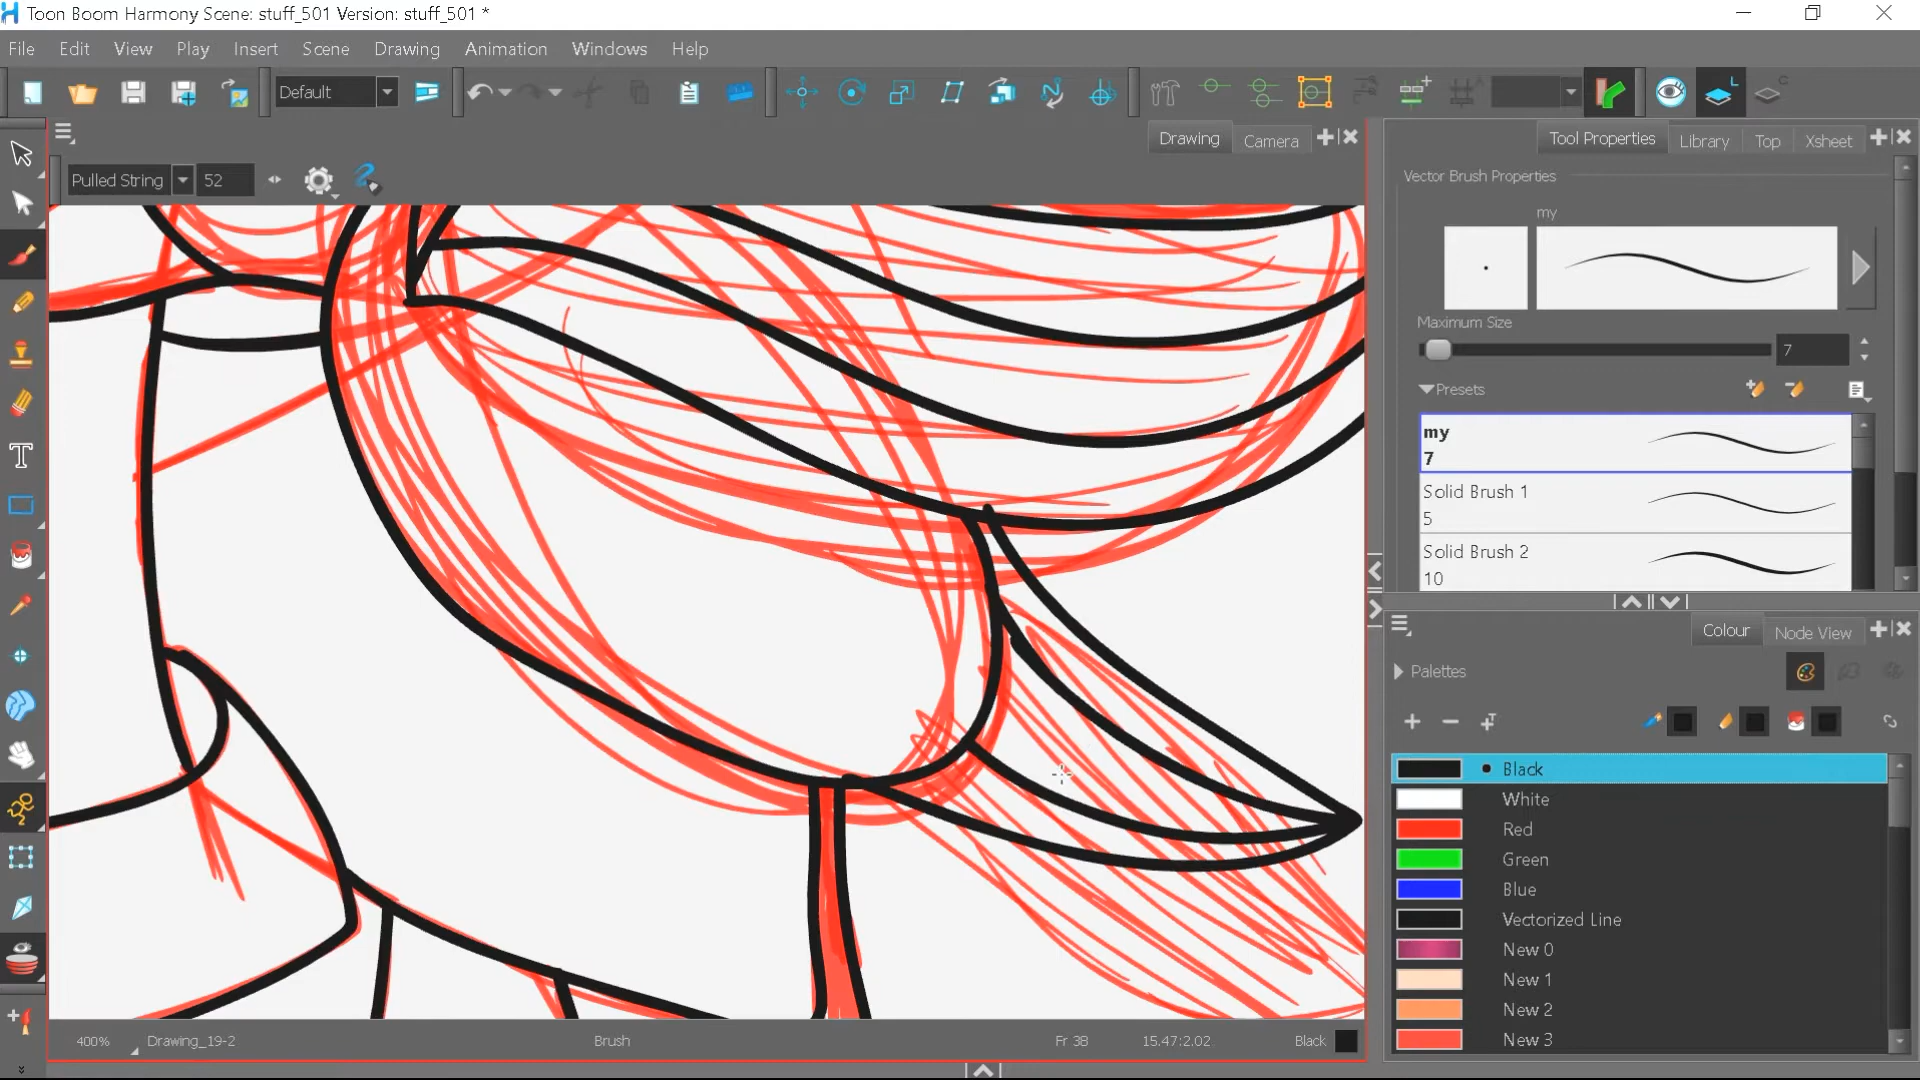 Toon Boom Harmony Scene: stuff_501 Version: stuff_501 *
File Edit View Play Insert Scene Drawing Animation Windows Help
Default
Drawing Camera
Tool Properties Library Top Xsheet
Pulled String 52
Vector Brush Properties
my
Maximum Size
7
Presets
my
7
Solid Brush 1
5
Solid Brush 2
10
Colour Node View
Palettes
Black
White
Red
Green
Blue
Vectorized Line
New 0
New 1
New 2
New 3
400% Drawing_19-2 Brush Fr 38 15.47:2.02 Black